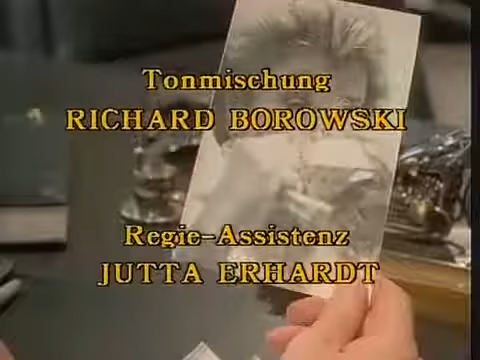 Tonmischung
RICHARD BOROWSKI
Regie-Assistenz
JUTTA ERHARDT